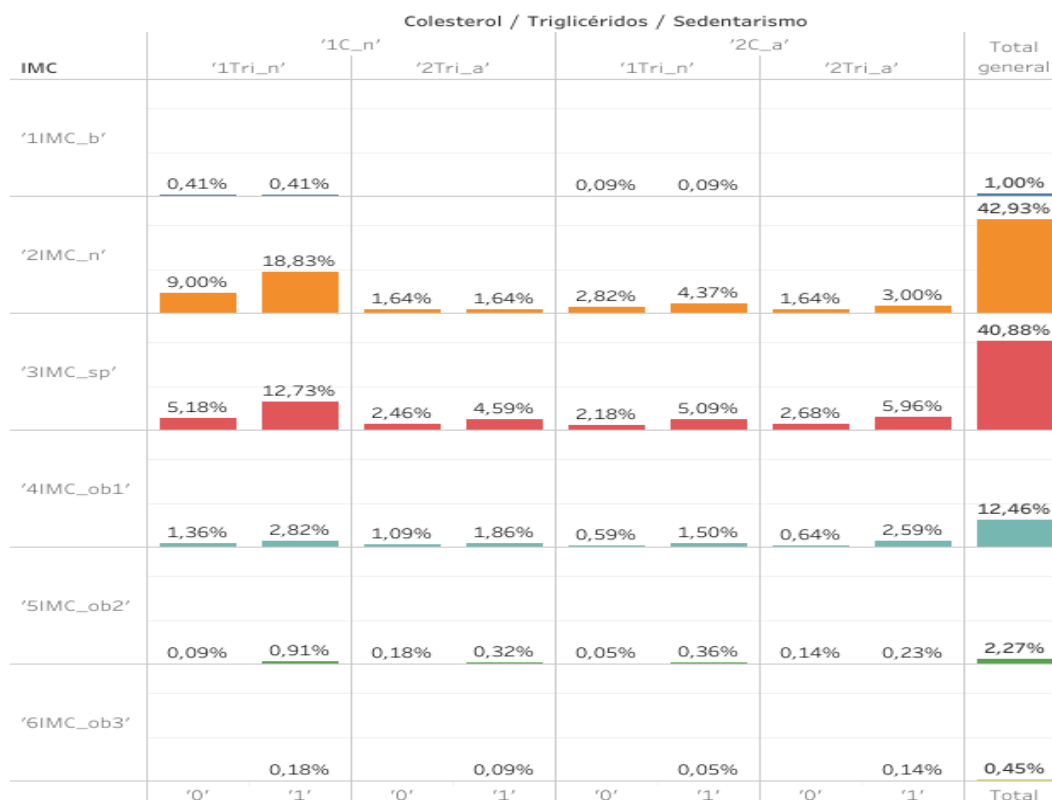 Colesterol / Triglicéridos / Sedentarismo
'1C_n' '2C_a' Total general
IMC '1Tri_n' '2Tri_a' '1Tri_n' '2Tri_a'
'1IMC_b'
0,41% 0,41% 0,09% 0,09% 1,00%
42,93%
'2IMC_n'
9,00% 18,83% 1,64% 1,64% 2,82% 4,37% 1,64% 3,00%
40,88%
'3IMC_sp'
5,18% 12,73% 2,46% 4,59% 2,18% 5,09% 2,68% 5,96%
'4IMC_ob1' 12,46%
1,36% 2,82% 1,09% 1,86% 0,59% 1,50% 0,64% 2,59%
'5IMC_ob2'
0,09% 0,91% 0,18% 0,32% 0,05% 0,36% 0,14% 0,23% 2,27%
'6IMC_ob3'
0,18% 0,09% 0,05% 0,14% 0,45%
'0' '1' '0' '1' '0' '1' '0' '1' Total